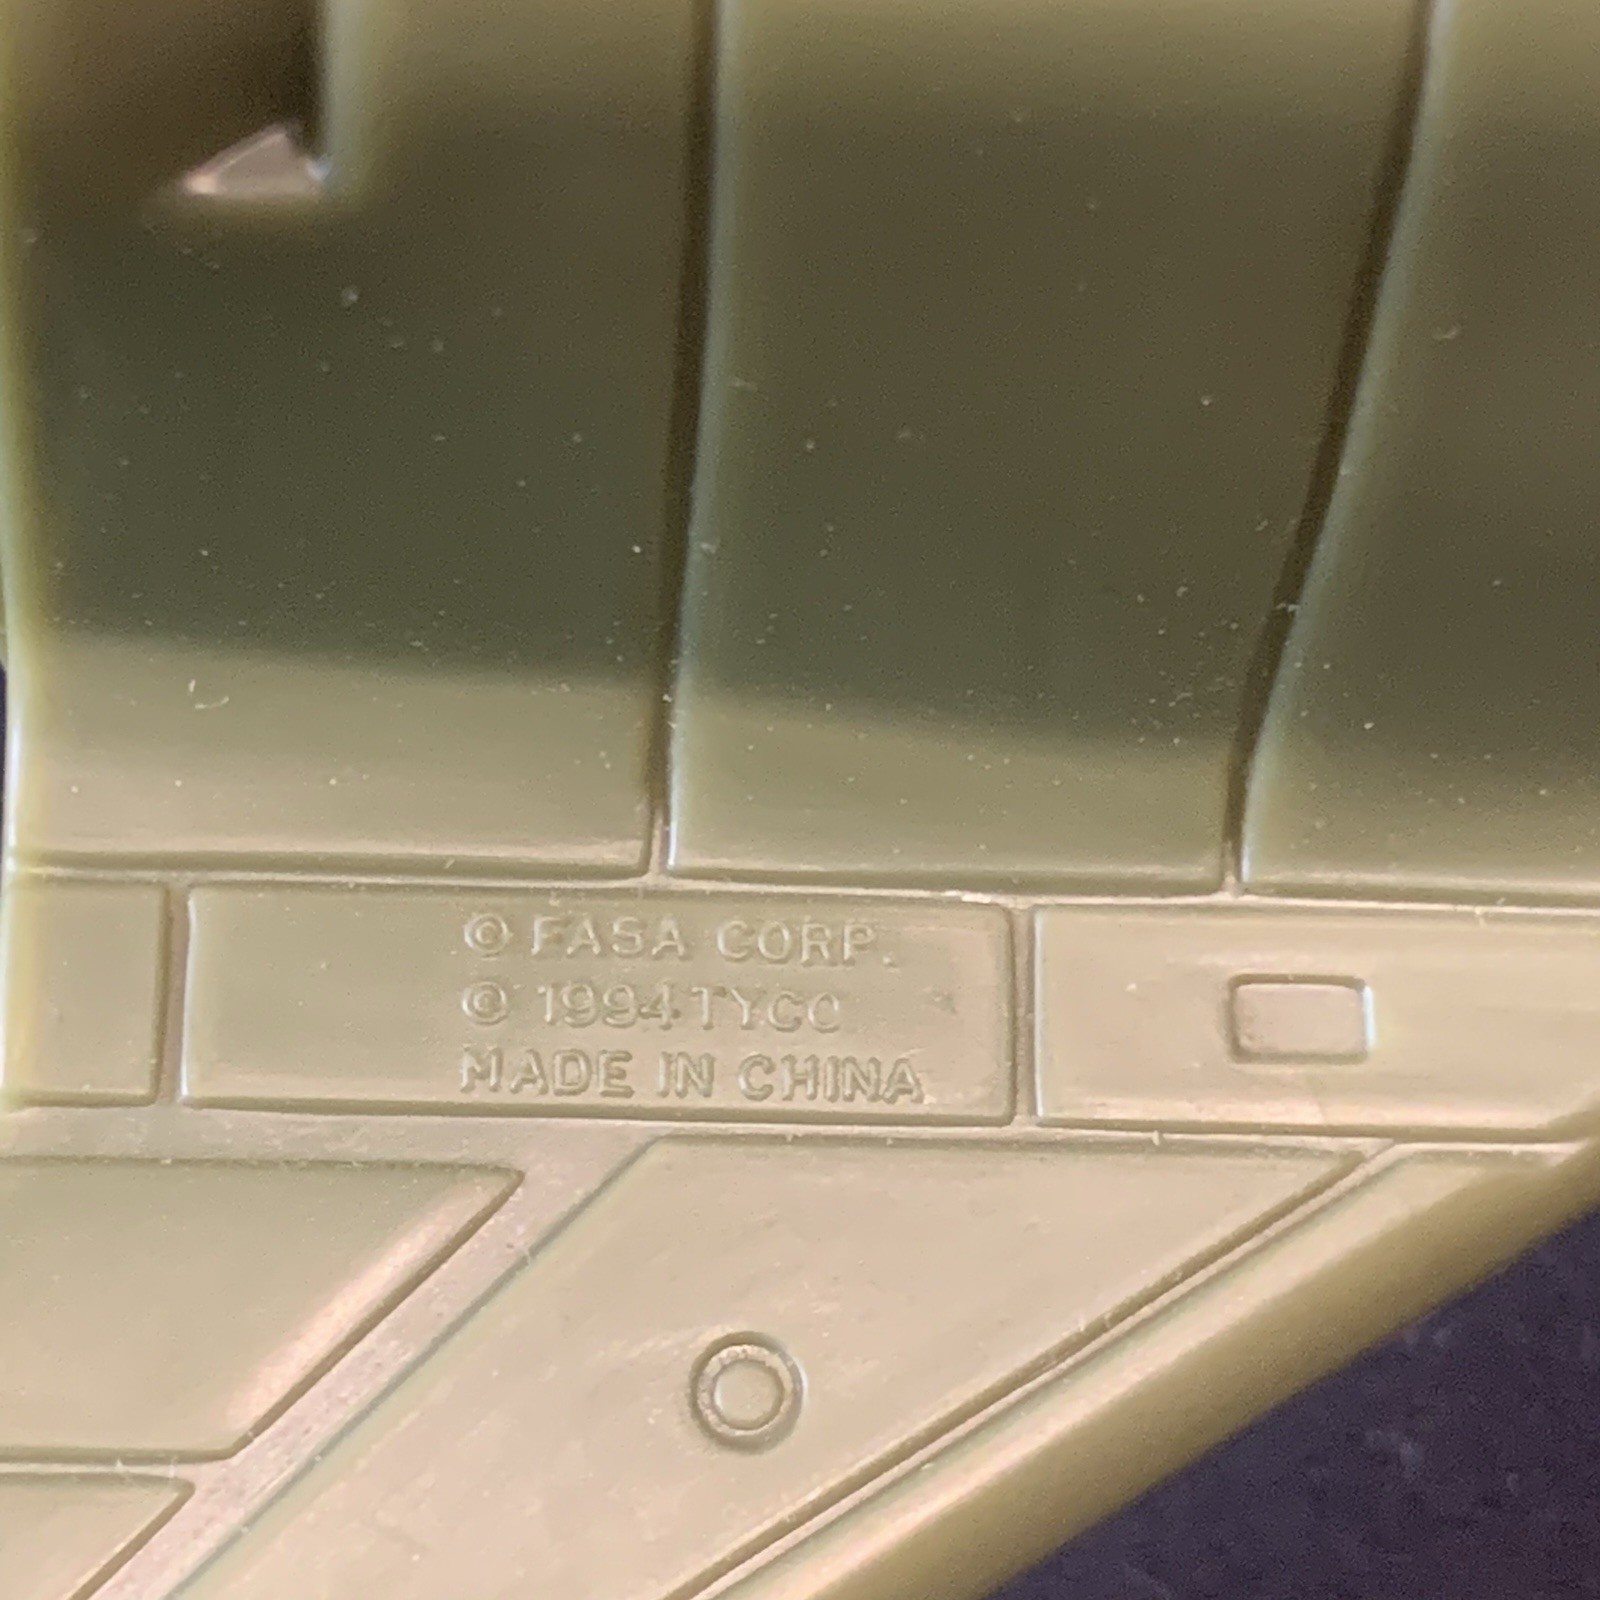 © FASA CORP.
© 1994 TYCO
MADE IN CHINA